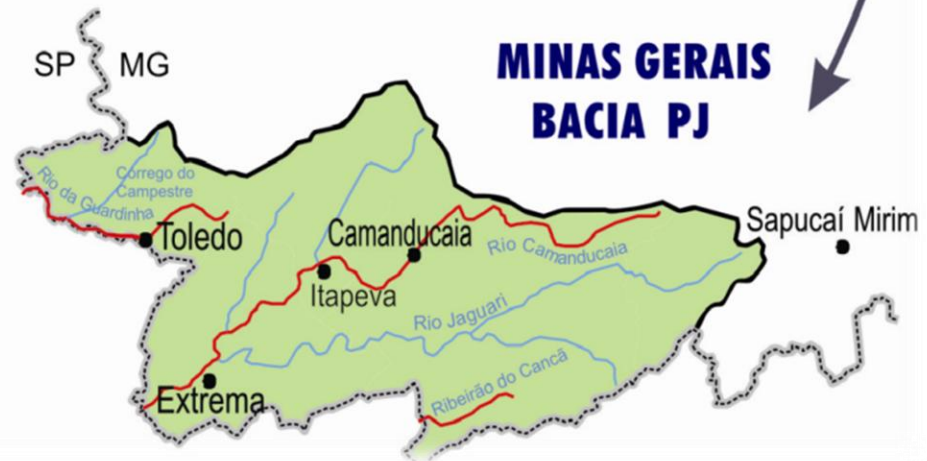 SP
MG
MINAS GERAIS
BACIA PJ
Córrego do
Campestre
Rio da Guardinha
Toledo
Camanducaia
Sapucaí Mirim
Rio Camanducaia
Itapeva
Rio Jaguari
Ribeirão do Cancã
Extrema